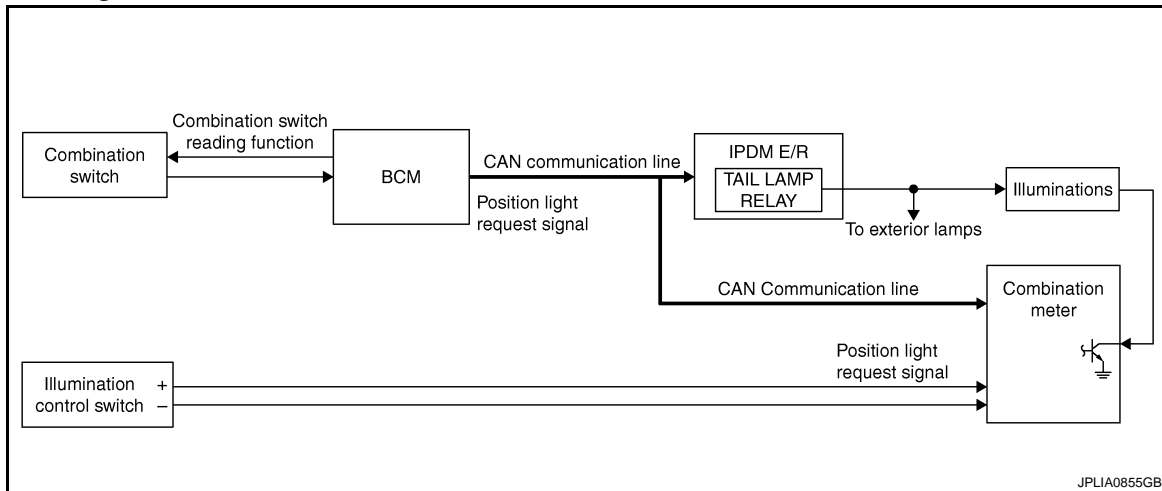 Combination switch
reading function
Combination
switch
BCM
CAN communication line
Position light
request signal
IPDM E/R
TAIL LAMP
RELAY
To exterior lamps
Illuminations
CAN Communication line
Combination
meter
Position light
request signal
Illumination
control switch
+
–
JPLIA0855GB